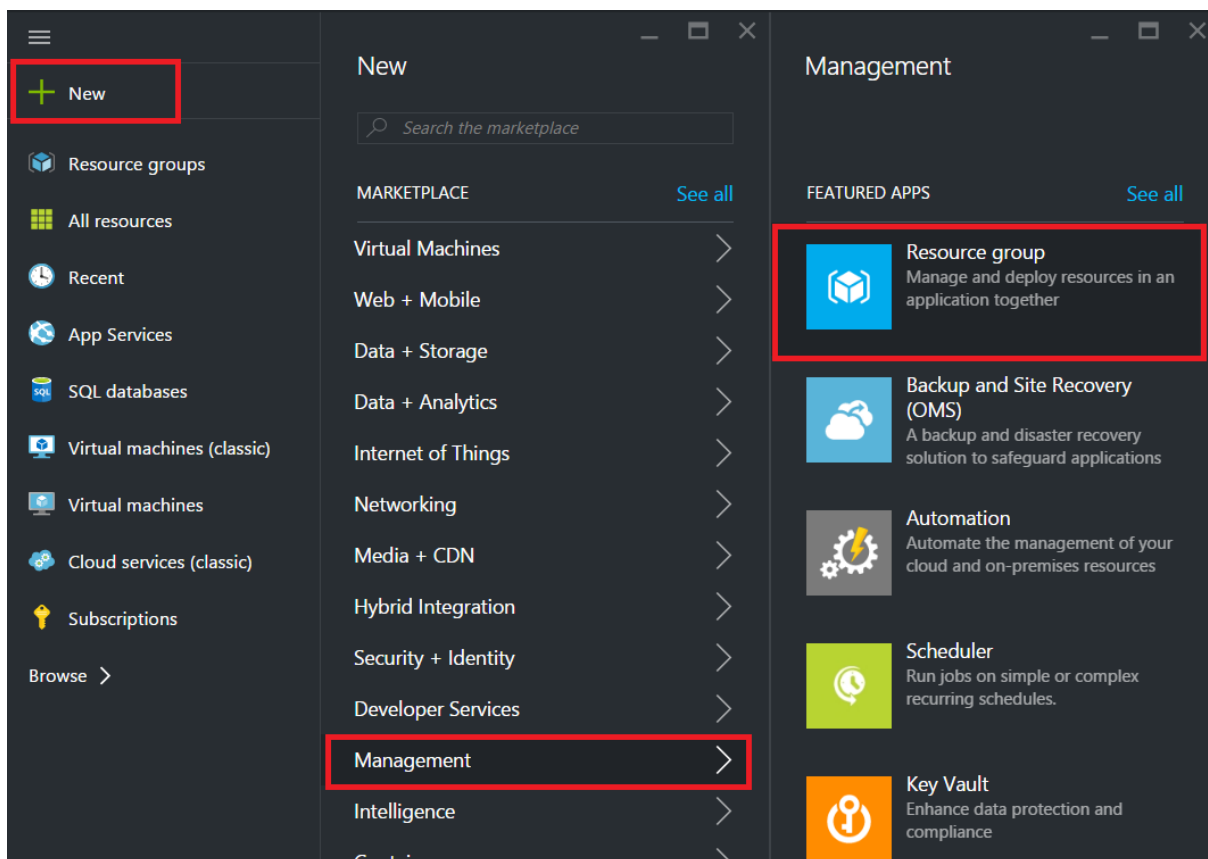 New
Resource groups
All resources
Recent
App Services
SQL
SQL databases
Virtual machines (classic)
Virtual machines
Cloud services (classic)
Subscriptions
Browse
New
Search the marketplace
MARKETPLACE
See all
Virtual Machines
Web + Mobile
Data + Storage
Data + Analytics
Internet of Things
Networking
Media + CDN
Hybrid Integration
Security + Identity
Developer Services
Management
Intelligence
Management
FEATURED APPS
See all
Resource group
Manage and deploy resources in an
application together
Backup and Site Recovery
(OMS)
A backup and disaster recovery
solution to safeguard applications
Automation
Automate the management of your
cloud and on-premises resources
Scheduler
Run jobs on simple or complex
recurring schedules.
Key Vault
Enhance data protection and
compliance